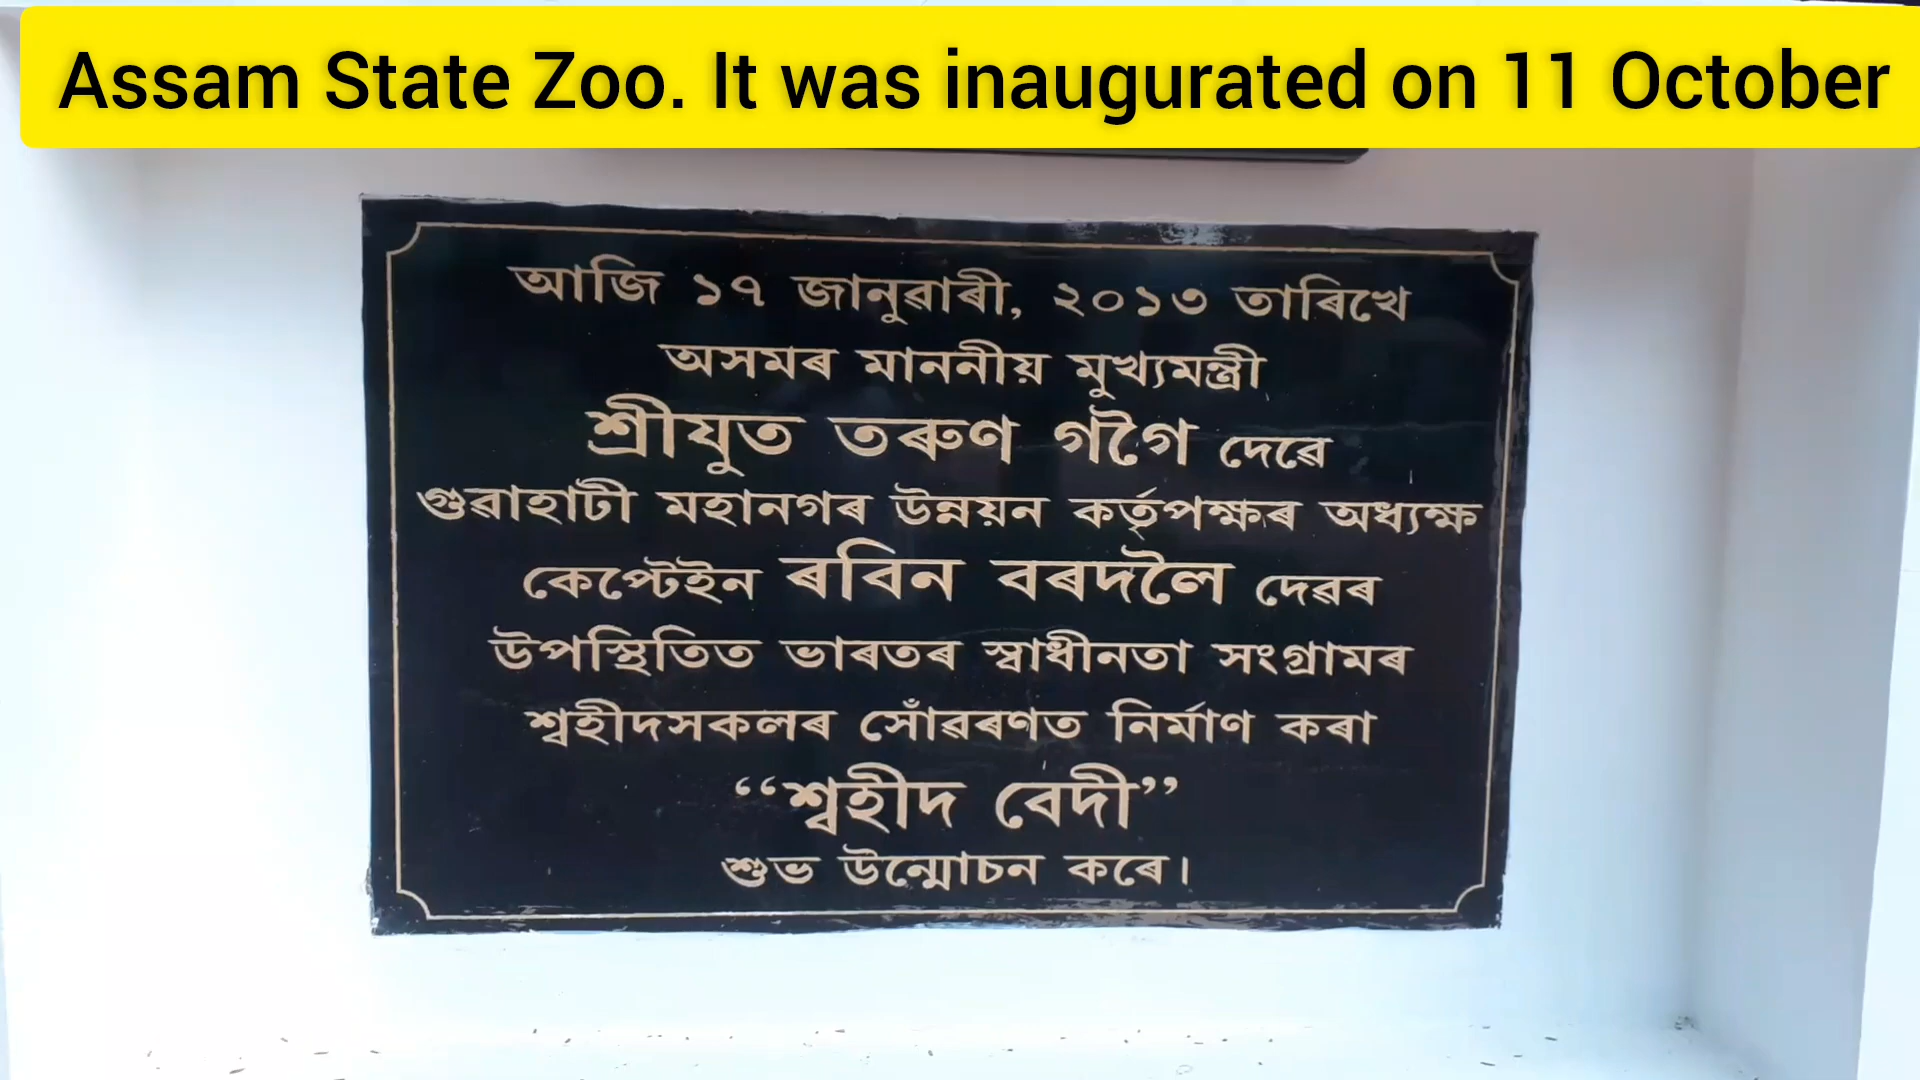 Assam State Zoo. It was inaugurated on 11 October
আজি ১৭ জানুৱাৰী, ২০১৩ তাৰিখে
অসমৰ মাননীয় মুখ্যমন্ত্ৰী
শ্ৰীযুত তৰুণ গগৈ দেৱে
গুৱাহাটী মহানগৰ উন্নয়ন কৰ্তৃপক্ষৰ অধ্যক্ষ
কেপ্টেইন ৰবিন বৰদলৈ দেৱৰ
উপস্থিতিত ভাৰতৰ স্বাধীনতা সংগ্ৰামৰ
শ্বহীদসকলৰ সোঁৱৰণত নিৰ্মাণ কৰা
“শ্বহীদ বেদী”
শুভ উন্মোচন কৰে।